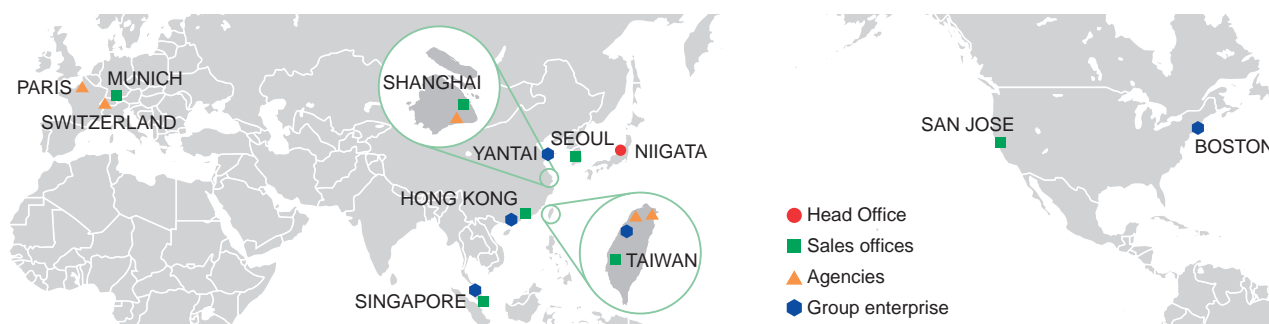 PARIS
MUNICH
SWITZERLAND
SHANGHAI
SEOUL
YANTAI
NIIGATA
HONG KONG
TAIWAN
SINGAPORE
SAN JOSE
BOSTON
Head Office
Sales offices
Agencies
Group enterprise